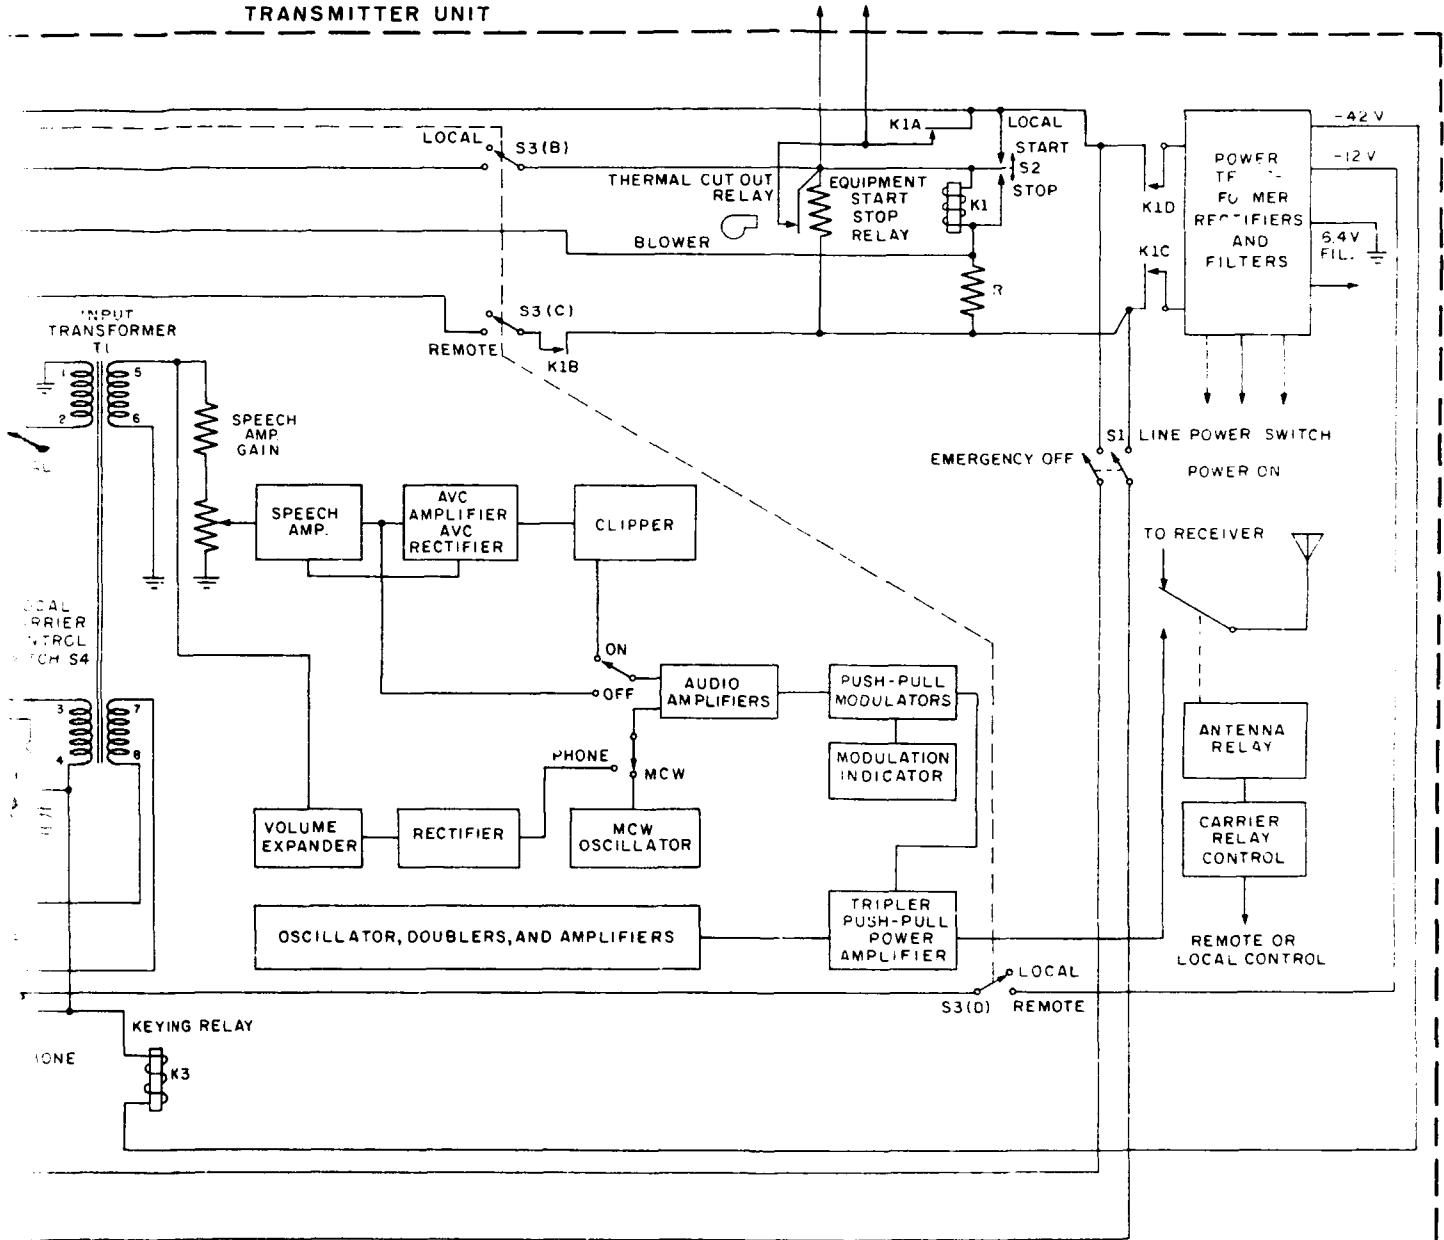 TRANSMITTER UNIT
LOCAL
S3(B)
K1A
LOCAL
START
S2
STOP
THERMAL CUT OUT
RELAY
EQUIPMENT
START
STOP
RELAY
K1
BLOWER
R
K1D
K1C
POWER
RECTIFIERS
AND
FILTERS
-42 V
-12 V
6.4V
FIL.
S3(C)
REMOTE
K1B
INPUT
TRANSFORMER
T1
1
5
2
6
SPEECH
AMP.
GAIN
S1
LINE POWER SWITCH
EMERGENCY OFF
POWER ON
SPEECH
AMP.
AVC
AMPLIFIER
AVC
RECTIFIER
CLIPPER
TO RECEIVER
S4
ON
OFF
AUDIO
AMPLIFIERS
PUSH-PULL
MODULATORS
3
7
4
8
MODULATION
INDICATOR
ANTENNA
RELAY
PHONE
MCW
VOLUME
EXPANDER
RECTIFIER
MCW
OSCILLATOR
CARRIER
RELAY
CONTROL
OSCILLATOR, DOUBLERS, AND AMPLIFIERS
TRIPLER
PUSH-PULL
POWER
AMPLIFIER
REMOTE OR
LOCAL CONTROL
LOCAL
S3(D)
REMOTE
KEYING RELAY
K3